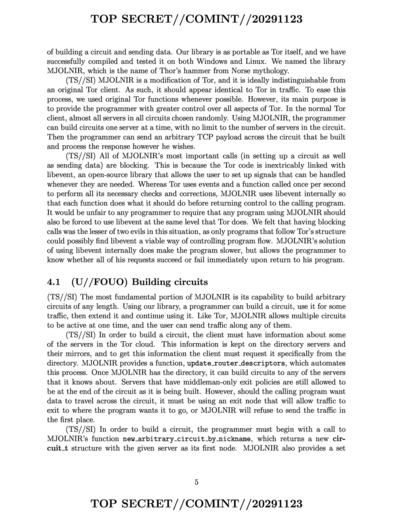 TOP SECRET//COMINT//20291123
of building a circuit and sending data. Our library is as portable as Tor itself, and we have
successfully compiled and tested it on both Windows and Linux. We named the library
MJOLNIR, which is the name of Thor's hammer from Norse mythology.
(TS//SI) MJOLNIR is a modification of Tor, and it is ideally indistinguishable from
an original Tor client. As such, it should appear identical to Tor in traffic. To ease this
process, we used original Tor functions whenever possible. However, its main purpose is
to provide the programmer with greater control over all aspects of Tor. In the normal Tor
client, almost all servers in all circuits chosen randomly. Using MJOLNIR, the programmer
can build circuits one server at a time, with no limit to the number of servers in the circuit.
Then the programmer can send an arbitrary TCP payload across the circuit that he built
and process the response however he wishes.
(TS//SI) All of MJOLNIR's most important calls (in setting up a circuit as well
as sending data) are blocking. This is because the Tor code is inextricably linked with
libevent, an open-source library that allows the user to set up signals that can be handled
whenever they are needed. Whereas Tor uses events and a function called once per second
to perform all its necessary checks and corrections, MJOLNIR uses libevent internally so
that each function does what it should do before returning control to the calling program.
It would be unfair to any programmer to require that any program using MJOLNIR should
also be forced to use libevent at the same level that Tor does. We felt that having blocking
calls was the lesser of two evils in this situation, as only programs that follow Tor's structure
could possibly find libevent a viable way of controlling program flow. MJOLNIR's solution
of using libevent internally does make the program slower, but allows the programmer to
know whether all of his requests succeed or fail immediately upon return to his program.
4.1 (U//FOUO) Building circuits
(TS//SI) The most fundamental portion of MJOLNIR is its capability to build arbitrary
circuits of any length. Using our library, a programmer can build a circuit, use it for some
traffic, then extend it and continue using it. Like Tor, MJOLNIR allows multiple circuits
to be active at one time, and the user can send traffic along any of them.
(TS//SI) In order to build a circuit, the client must have information about some
of the servers in the Tor cloud. This information is kept on the directory servers and
their mirrors, and to get this information the client must request it specifically from the
directory. MJOLNIR provides a function, update_router_descriptors, which automates
this process. Once MJOLNIR has the directory, it can build circuits to any of the servers
that it knows about. Servers that have middleman-only exit policies are still allowed to
be at the end of the circuit as it is being built. However, should the calling program want
data to travel across the circuit, it must be using an exit node that will allow traffic to
exit to where the program wants it to go, or MJOLNIR will refuse to send the traffic in
the first place.
(TS//SI) In order to build a circuit, the programmer must begin with a call to
MJOLNIR's function new_arbitrary_circuit_by_nickname, which returns a new cir-
cuit_t structure with the given server as its first node. MJOLNIR also provides a set
5
TOP SECRET//COMINT//20291123